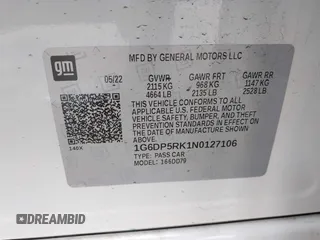 gm
MFD BY GENERAL MOTORS LLC
05/22 GVWR GAWR FRT GAWR RR
2115 KG 968 KG 1147 KG
4664 LB 2135 LB 2528 LB
THIS VEHICLE CONFORMS TO ALL
APPLICABLE U.S. FEDERAL MOTOR
VEHICLE SAFETY, BUMPER, AND THEFT
PREVENTION STANDARDS IN EFFECT ON
THE DATE OF MANUFACTURE SHOWN
ABOVE.
1G6DP5RK1N0127106
TYPE: PASS CAR
MODEL:
DREAMBID